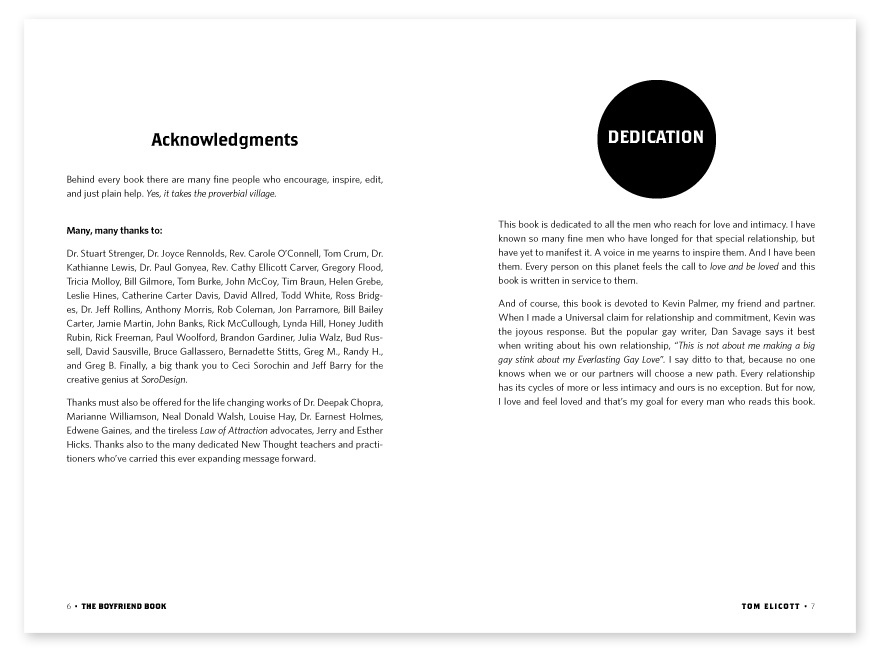 Acknowledgments
Behind every book there are many fine people who encourage, inspire, edit,
and just plain help. Yes, it takes the proverbial village.
Many, many thanks to:
Dr. Stuart Strenger, Dr. Joyce Rennolds, Rev. Carole O'Connell, Tom Crum, Dr.
Kathianne Lewis, Dr. Paul Gonyea, Rev. Cathy Ellicott Carver, Gregory Flood,
Tricia Molloy, Bill Gilmore, Tom Burke, John McCoy, Tim Braun, Helen Grebe,
Leslie Hines, Catherine Carter Davis, David Allred, Todd White, Ross Bridg-
es, Dr. Jeff Rollins, Anthony Morris, Rob Coleman, Jon Parramore, Bill Bailey
Carter, Jamie Martin, John Banks, Rick McCullough, Lynda Hill, Honey Judith
Rubin, Rick Freeman, Paul Woolford, Brandon Gardiner, Julia Walz, Bud Rus-
sell, David Sausville, Bruce Gallassero, Bernadette Stitts, Greg M., Randy H.,
and Greg B. Finally, a big thank you to Ceci Sorochin and Jeff Barry for the
creative genius at SoroDesign.
Thanks must also be offered for the life changing works of Dr. Deepak Chopra,
Marianne Williamson, Neal Donald Walsh, Louise Hay, Dr. Earnest Holmes,
Edwene Gaines, and the tireless Law of Attraction advocates, Jerry and Esther
Hicks. Thanks also to the many dedicated New Thought teachers and practi-
tioners who've carried this ever expanding message forward.
6 • THE BOYFRIEND BOOK
DEDICATION
This book is dedicated to all the men who reach for love and intimacy. I have
known so many fine men who have longed for that special relationship, but
have yet to manifest it. A voice in me yearns to inspire them. And I have been
them. Every person on this planet feels the call to love and be loved and this
book is written in service to them.
And of course, this book is devoted to Kevin Palmer, my friend and partner.
When I made a Universal claim for relationship and commitment, Kevin was
the joyous response. But the popular gay writer, Dan Savage says it best
when writing about his own relationship, “This is not about me making a big
gay stink about my Everlasting Gay Love”. I say ditto to that, because no one
knows when we or our partners will choose a new path. Every relationship
has its cycles of more or less intimacy and ours is no exception. But for now,
I love and feel loved and that's my goal for every man who reads this book.
TOM ELICOTT • 7